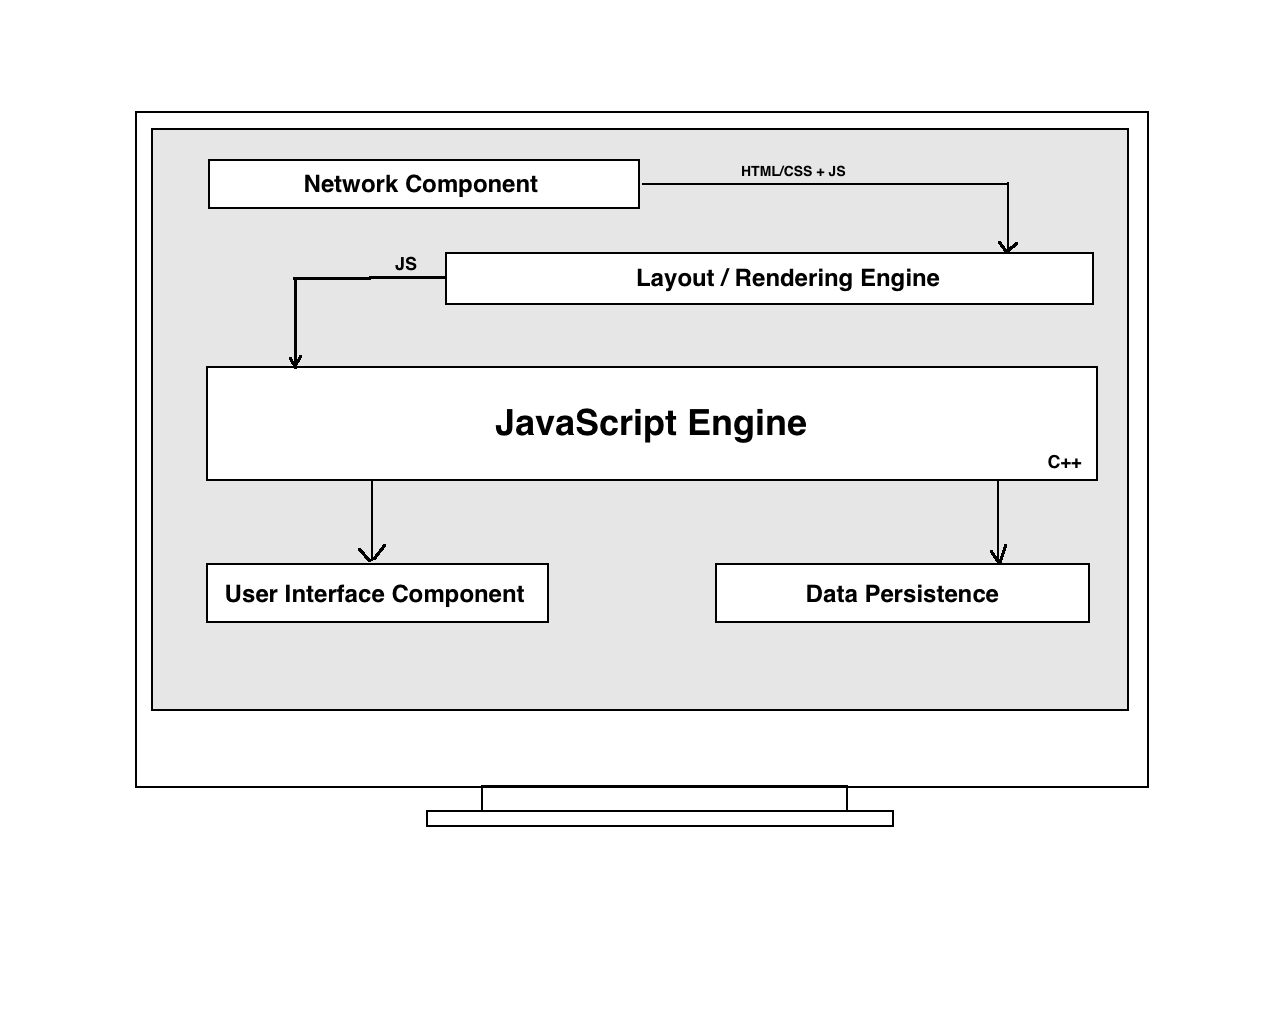 Network Component
HTML/CSS + JS
JS
Layout / Rendering Engine
JavaScript Engine
C++
User Interface Component
Data Persistence